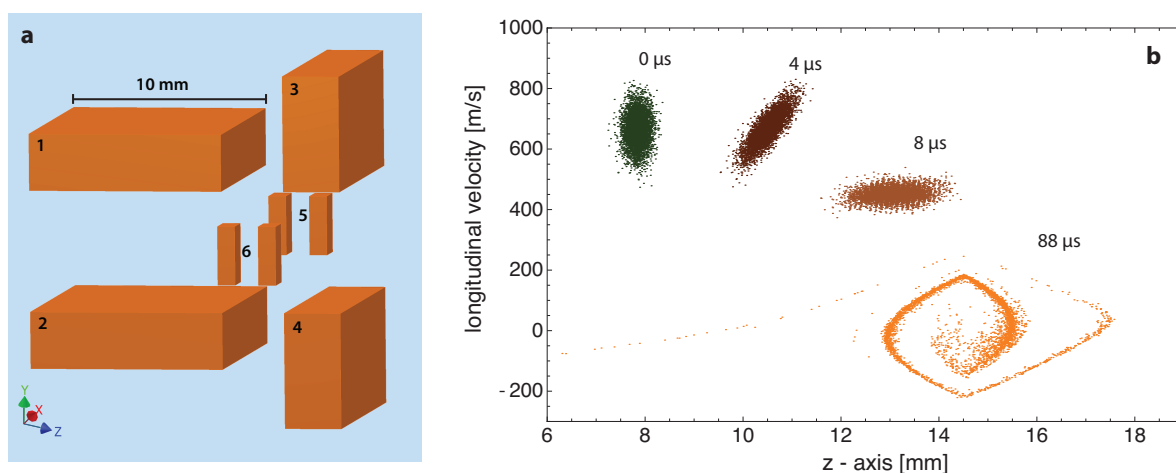 a
10 mm
1
3
5
6
2
4
Y
X
Z
b
longitudinal velocity [m/s]
1000
800
600
400
200
0
- 200
0 µs
4 µs
8 µs
88 µs
6
8
10
12
14
16
18
z - axis [mm]